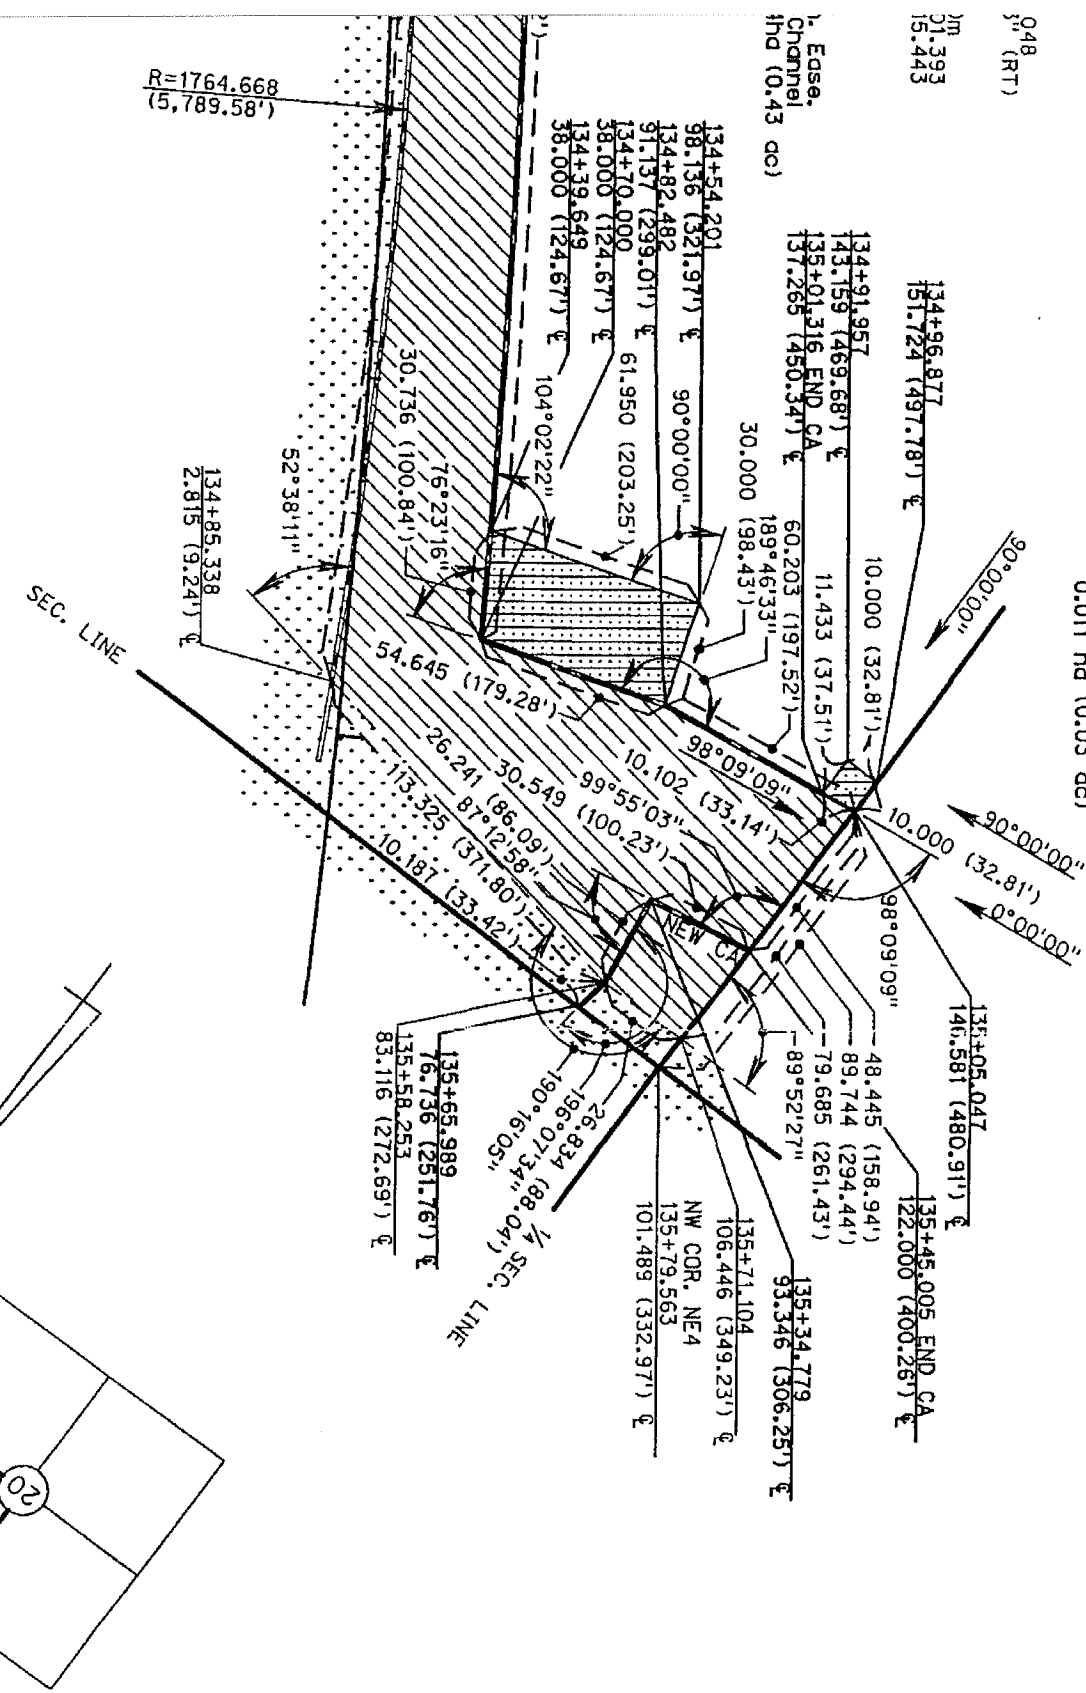 048
(RT)
01.393
15.443
Ease.
Channel
(0.43 ac)
R=1764.668
(5,789.58')
134+54.201
98.136 (321.97') ℄
134+82.482
91.137 (299.01') ℄
134+70.000
38.000 (124.67') ℄
134+39.649
38.000 (124.67') ℄
134+96.877
151.724 (497.78') ℄
134+91.957
143.159 (469.68') ℄
135+01.316 END CA
137.265 (450.34') ℄
90°00'00"
10.000 (32.81')
11.433 (37.51')
60.203 (197.52')
189°46'33"
30.000 (98.43')
90°00'00"
61.950 (203.25')
104°02'22"
30.736 (100.84')
76°23'16"
52°38'11"
134+85.338
2.815 (9.24') ℄
SEC. LINE
54.645 (179.28')
98°09'09"
10.102 (33.14')
99°55'03"
30.549 (100.23')
26.241 (86.09')
87°12'58"
113.325 (371.80')
10.187 (33.42')
NEW CA
10.000 (32.81')
90°00'00"
0°00'00"
98°09'09"
135+05.047
146.581 (480.91') ℄
48.445 (158.94')
89.744 (294.44')
79.685 (261.43')
89°52'27"
135+45.005 END CA
122.000 (400.26') ℄
135+34.779
93.346 (306.25') ℄
135+71.104
106.446 (349.23') ℄
NW COR. NE4
135+79.563
101.489 (332.97') ℄
26.834 (88.04')
196°07'34"
190°16'05"
¼ SEC. LINE
135+65.989
76.736 (251.76') ℄
135+58.253
83.116 (272.69') ℄
20